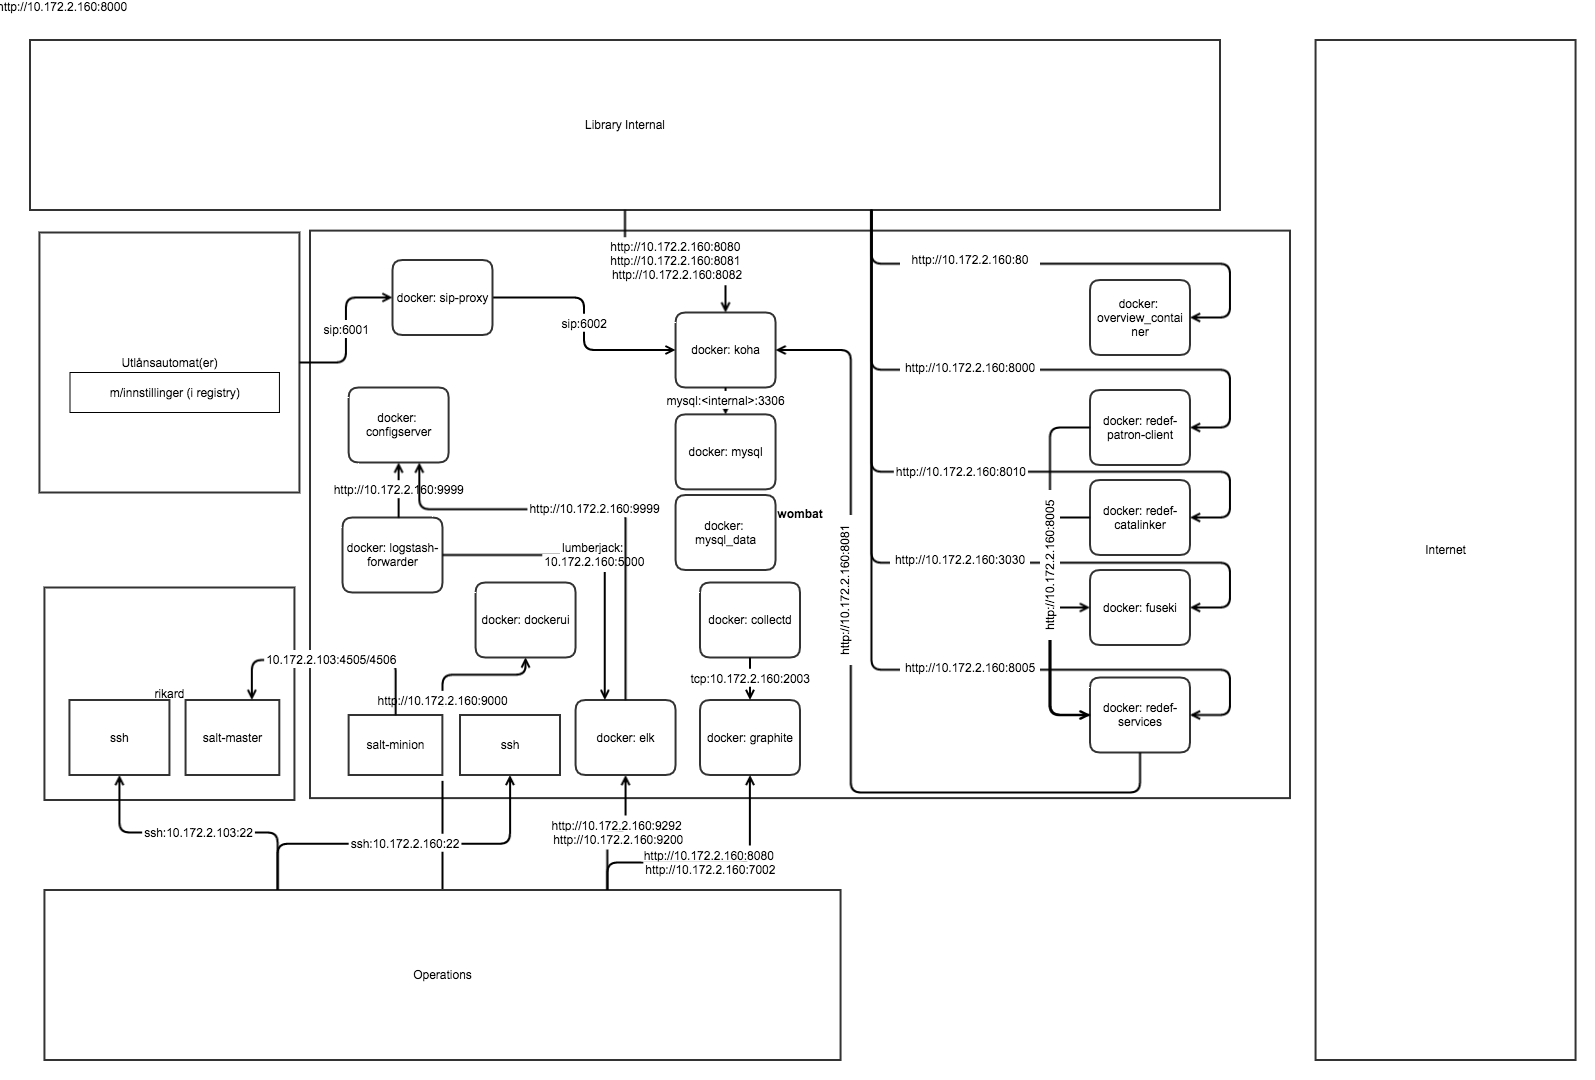 http://10.172.2.160:8000
Library Internal
http://10.172.2.160:8080
http://10.172.2.160:8081
http://10.172.2.160:8082
http://10.172.2.160:80
docker: sip-proxy
docker:
overview_contai
ner
sip:6001
sip:6002
docker: koha
Utlånsautomat(er)
m/innstillinger (i registry)
http://10.172.2.160:8000
mysql:<internal>:3306
docker:
configserver
docker: redef-
patron-client
docker: mysql
http://10.172.2.160:8010
http://10.172.2.160:9999
http://10.172.2.160:9999
wombat
docker:
mysql_data
docker: redef-
catalinker
docker: logstash-
forwarder
lumberjack:
10.172.2.160:5000
http://10.172.2.160:8081
http://10.172.2.160:8005
http://10.172.2.160:3030
Internet
docker: fuseki
docker: dockerui
docker: collectd
10.172.2.103:4505/4506
http://10.172.2.160:8005
tcp:10.172.2.160:2003
rikard
http://10.172.2.160:9000
docker: redef-
services
ssh
salt-master
salt-minion
ssh
docker: elk
docker: graphite
ssh:10.172.2.103:22
ssh:10.172.2.160:22
http://10.172.2.160:9292
http://10.172.2.160:9200
http://10.172.2.160:8080
http://10.172.2.160:7002
Operations